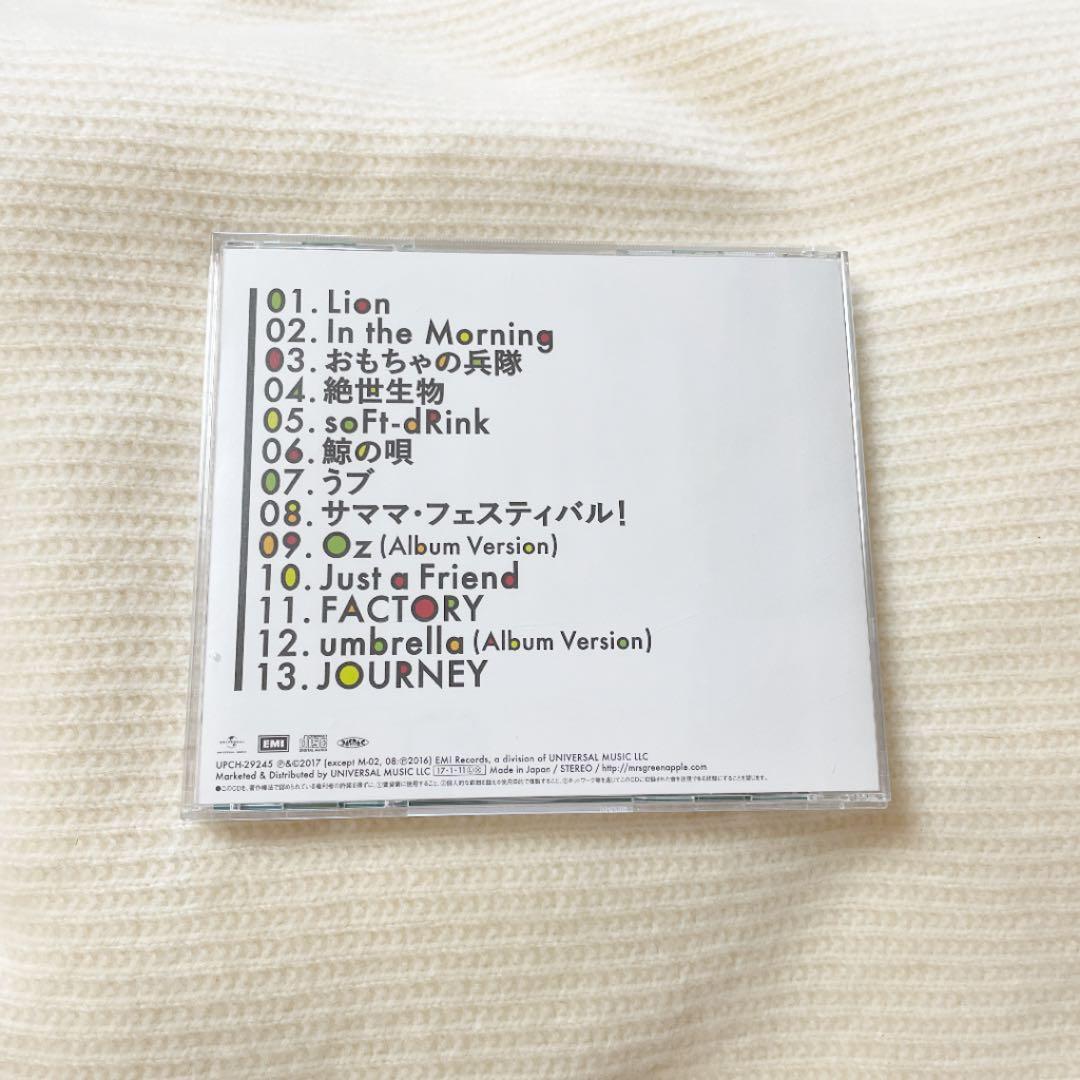 01. Lion
02. In the Morning
03. おもちゃの兵隊
04. 絶世生物
05. soFt-dRink
06. 鯨の唄
07. うブ
08. サママ・フェスティバル!
09. Oz (Album Version)
10. Just a Friend
11. FACTORY
12. umbrella (Album Version)
13. JOURNEY
EMI
UPCH-29245 ℗&©2017 (except M-02, 08:℗2016) EMI Records, a division of UNIVERSAL MUSIC LLC
Marketed & Distributed by UNIVERSAL MUSIC LLC 17·1·11 Made in Japan / STEREO / http://mrsgreenapple.com